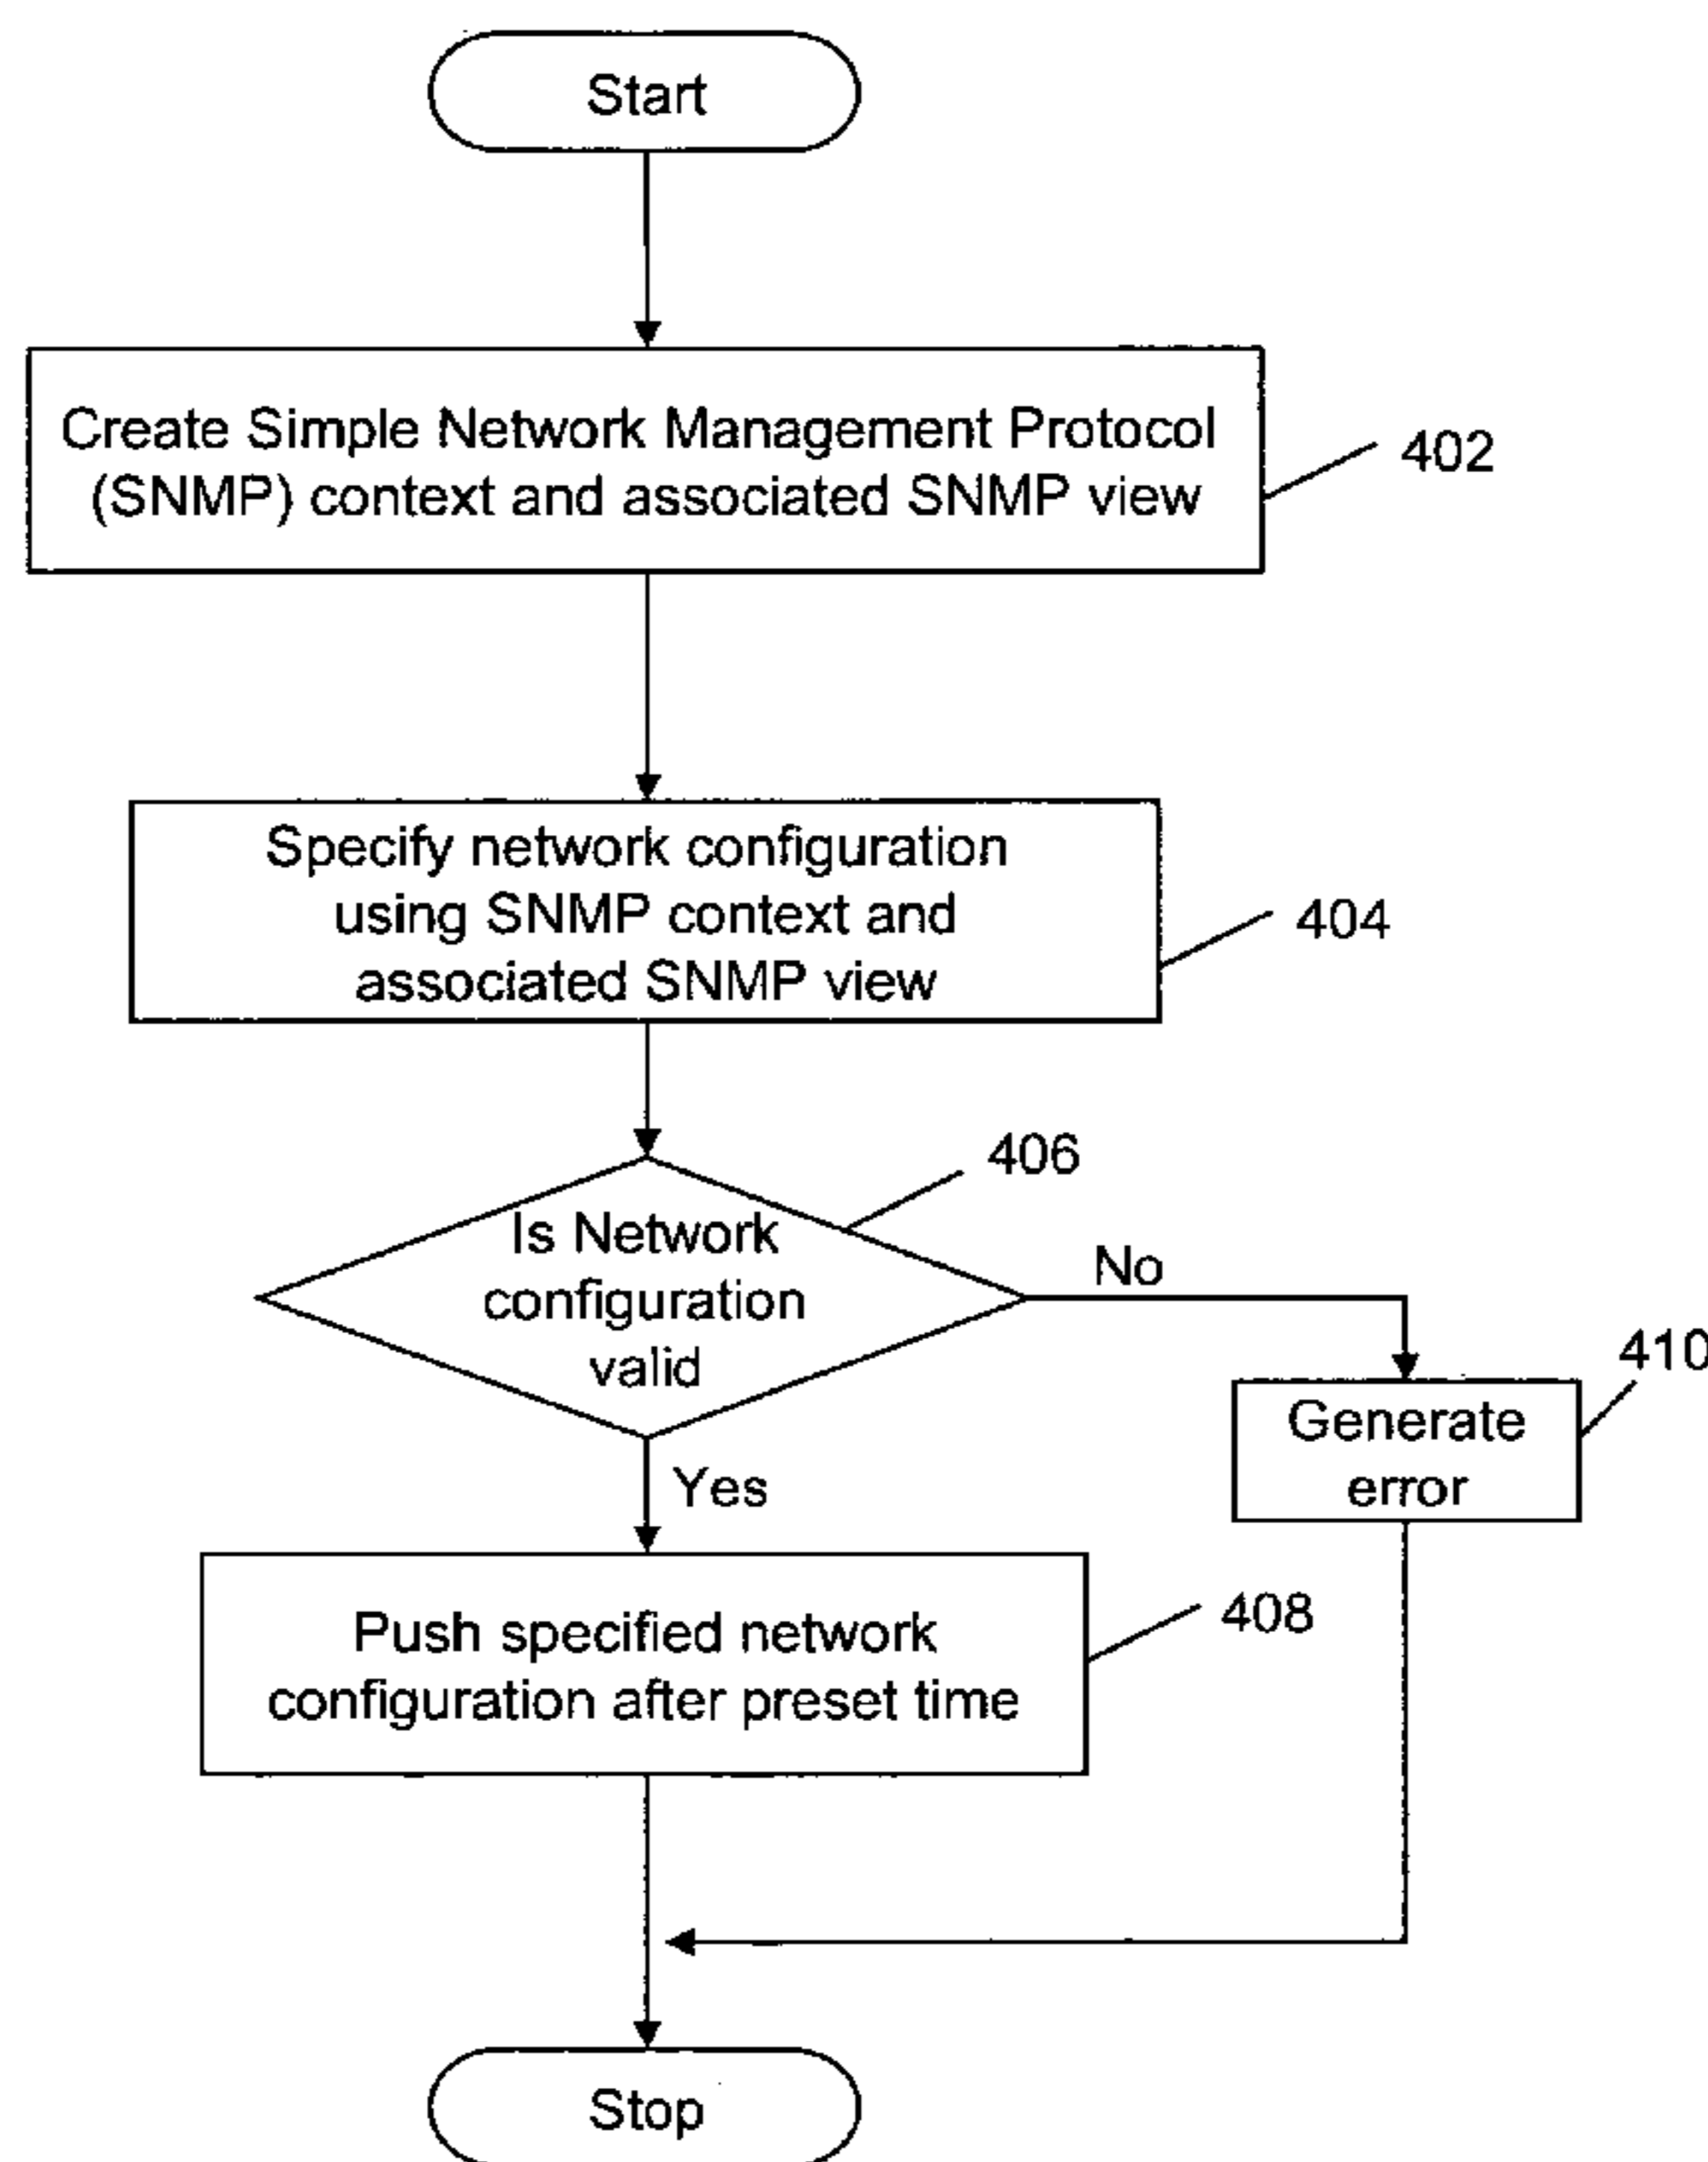 Start
Create Simple Network Management Protocol
(SNMP) context and associated SNMP view
402
Specify network configuration
using SNMP context and
associated SNMP view
404
406
Is Network
configuration
valid
No
410
Generate
error
Yes
Push specified network
configuration after preset time
408
Stop